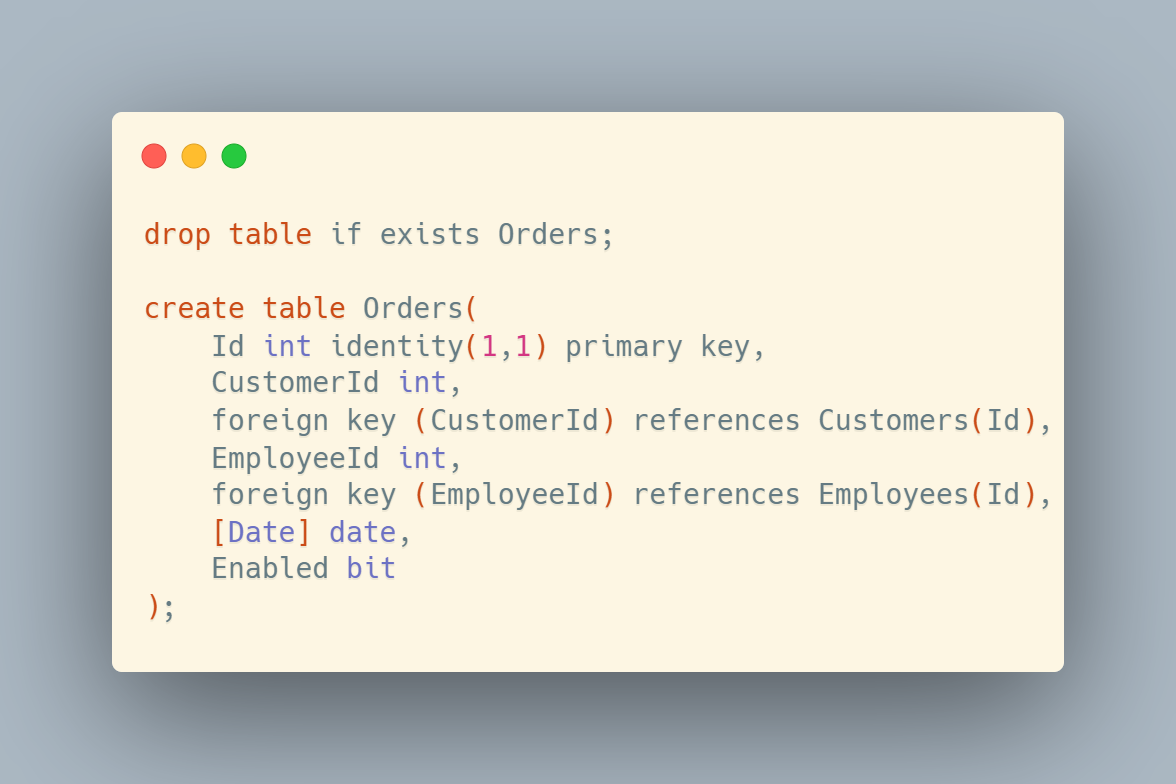 drop table if exists Orders;

create table Orders(
    Id int identity(1,1) primary key,
    CustomerId int,
    foreign key (CustomerId) references Customers(Id),
    EmployeeId int,
    foreign key (EmployeeId) references Employees(Id),
    [Date] date,
    Enabled bit
);